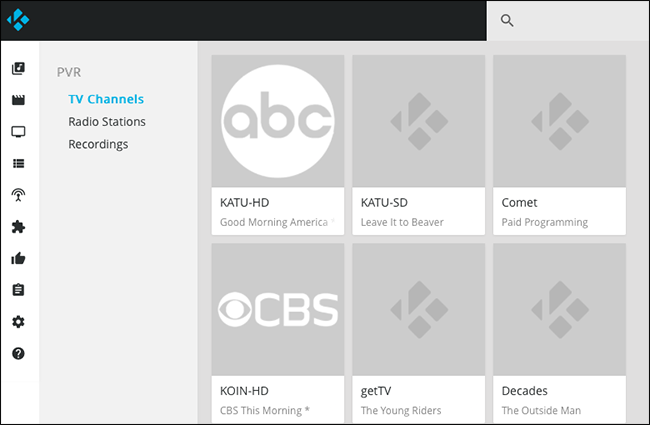 PVR
TV Channels
Radio Stations
Recordings
abc
KATU-HD
Good Morning America *
KATU-SD
Leave It to Beaver
Comet
Paid Programming
CBS
KOIN-HD
CBS This Morning *
getTV
The Young Riders
Decades
The Outside Man